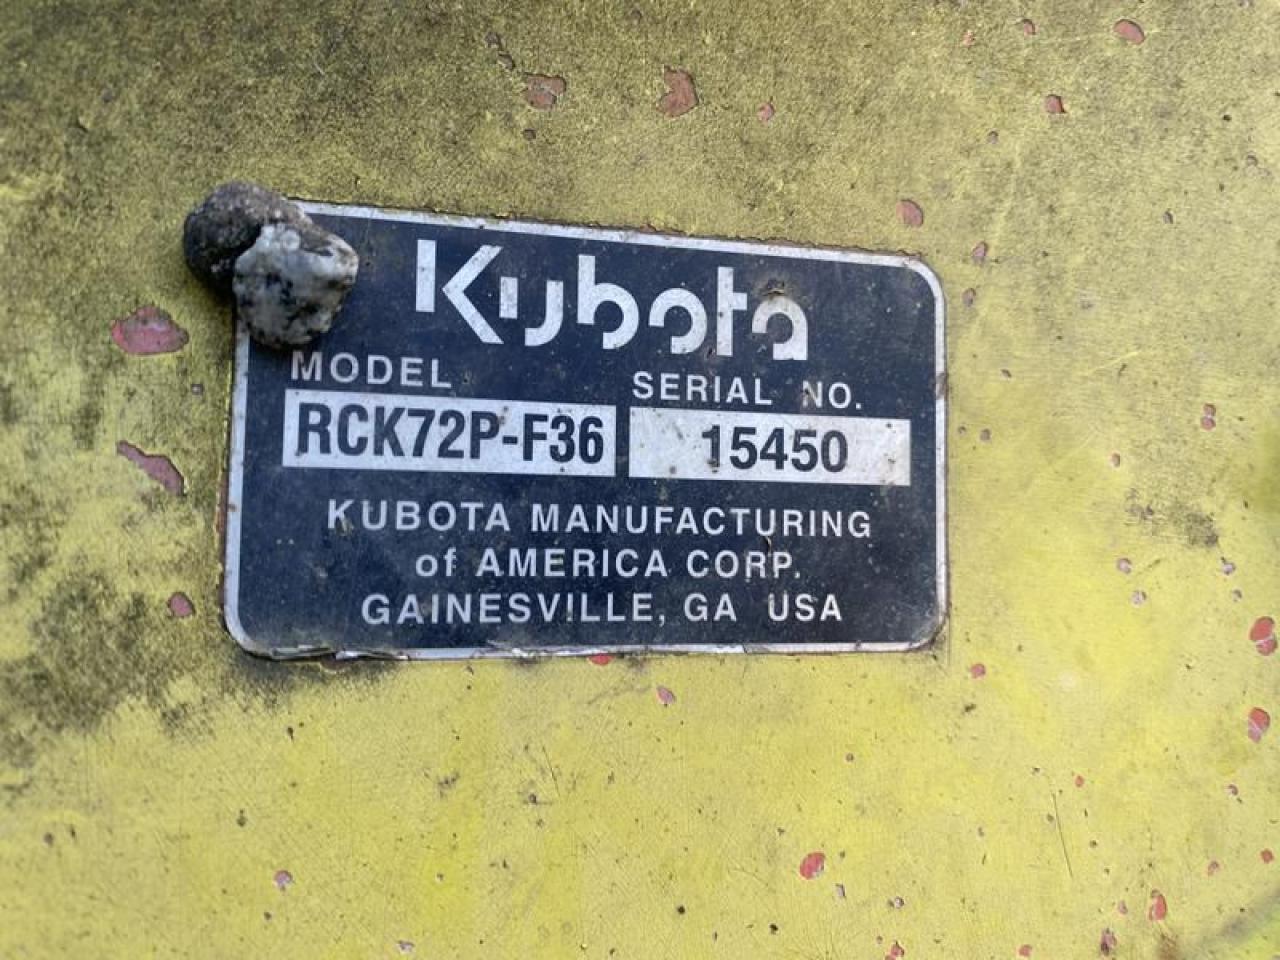 Kubota
MODEL SERIAL NO.
RCK72P-F36 15450
KUBOTA MANUFACTURING
of AMERICA CORP.
GAINESVILLE, GA USA